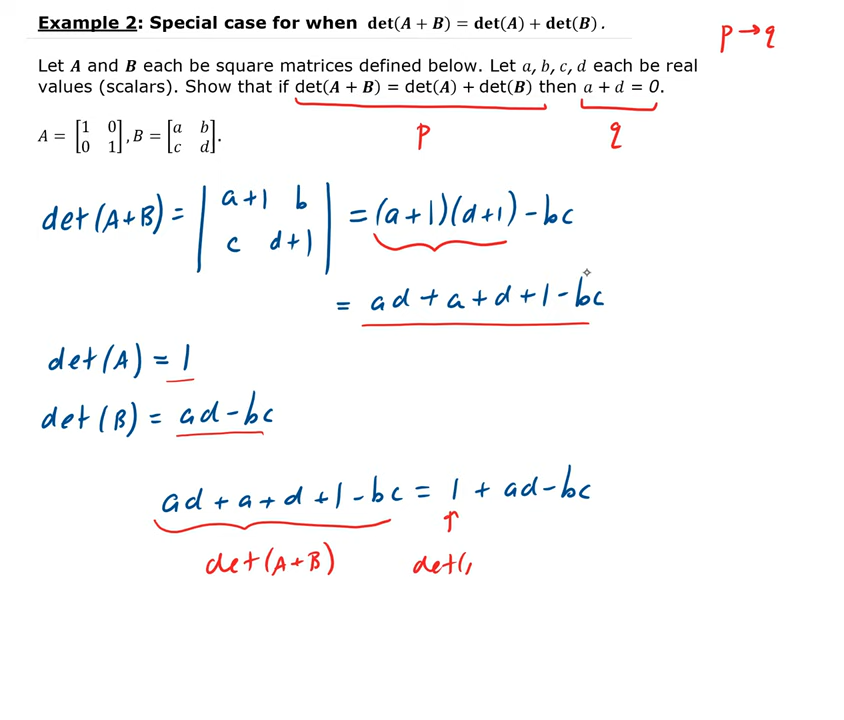 Example 2: Special case for when det(A + B) = det(A) + det(B).
p → q
Let A and B each be square matrices defined below. Let a, b, c, d each be real
values (scalars). Show that if det(A + B) = det(A) + det(B) then a + d = 0.
A = [1 0; 0 1], B = [a b; c d].
p
q
det(A+B) = |a+1 b; c d+1| = (a+1)(d+1) - bc
= ad + a + d + 1 - bc
det(A) = 1
det(B) = ad - bc
ad + a + d + 1 - bc = 1 + ad - bc
↑
det(A+B) det(